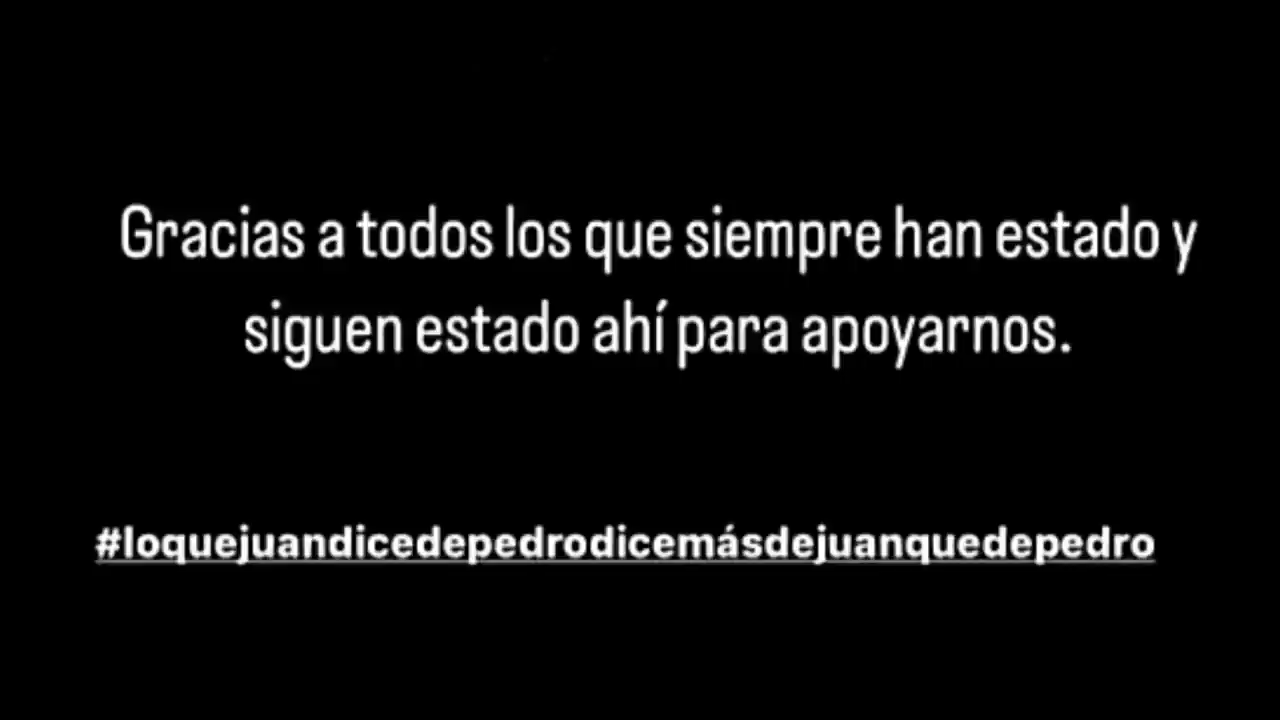 Gracias a todos los que siempre han estado y
siguen estado ahí para apoyarnos.
#loquejuandicedepedrodicemásdejuanquedepedro